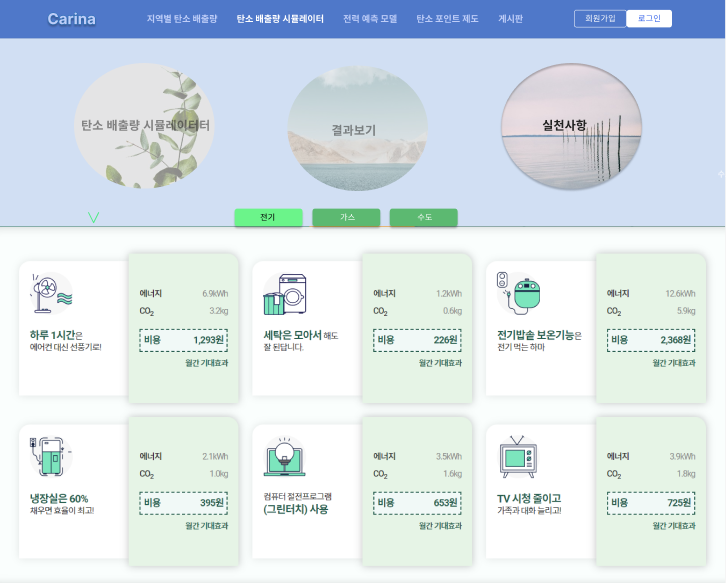 Carina
지역별 탄소 배출량
탄소 배출량 시뮬레이터
전력 예측 모델
탄소 포인트 제도
게시판
회원가입
로그인
탄소 배출량 시뮬레이터터
결과보기
실천사항
전기
가스
수도
하루 1시간은
에어컨 대신 선풍기로!
에너지 6.9kWh
CO2 3.2kg
비용 1,293원
월간 기대효과
세탁은 모아서 해도
잘 된답니다.
에너지 1.2kWh
CO2 0.6kg
비용 226원
월간 기대효과
전기밥솥 보온기능은
전기 먹는 하마
에너지 12.6kWh
CO2 5.9kg
비용 2,368원
월간 기대효과
냉장실은 60%
채우면 효율이 최고!
에너지 2.1kWh
CO2 1.0kg
비용 395원
월간 기대효과
컴퓨터 절전프로그램
(그린터치) 사용
에너지 3.5kWh
CO2 1.6kg
비용 653원
월간 기대효과
TV 시청 줄이고
가족과 대화 늘리고!
에너지 3.9kWh
CO2 1.8kg
비용 725원
월간 기대효과